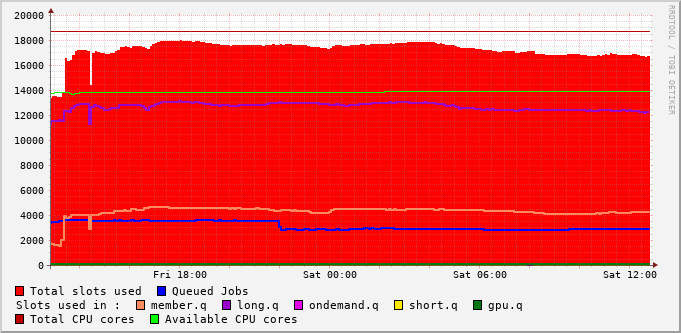 RRDTOOL / TOBI OETIKER
20000
18000
16000
14000
12000
10000
8000
6000
4000
2000
0
Fri 18:00 Sat 00:00 Sat 06:00 Sat 12:00
Total slots used Queued Jobs
Slots used in : member.q long.q ondemand.q short.q gpu.q
Total CPU cores Available CPU cores